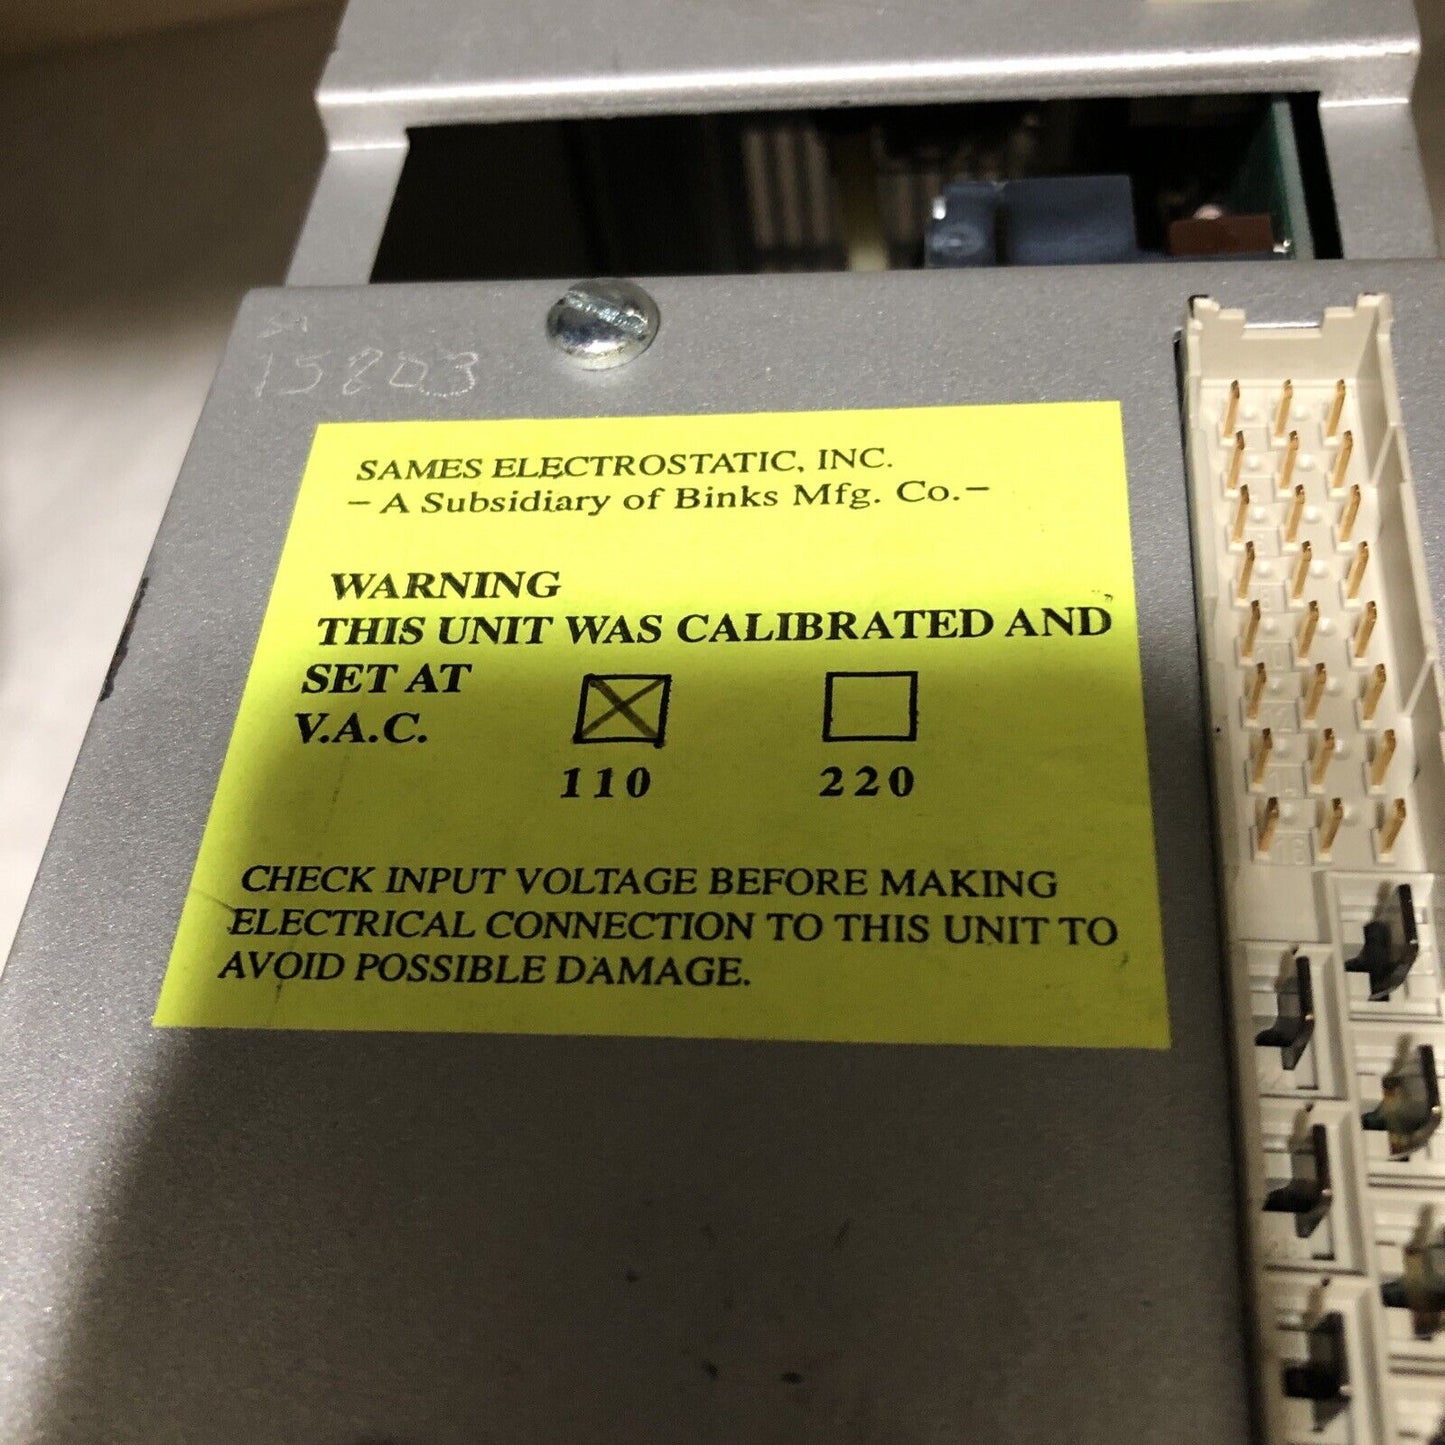 15803
SAMES ELECTROSTATIC, INC.
– A Subsidiary of Binks Mfg. Co.–
WARNING
THIS UNIT WAS CALIBRATED AND
SET AT
V.A.C.
110 220
CHECK INPUT VOLTAGE BEFORE MAKING
ELECTRICAL CONNECTION TO THIS UNIT TO
AVOID POSSIBLE DAMAGE.